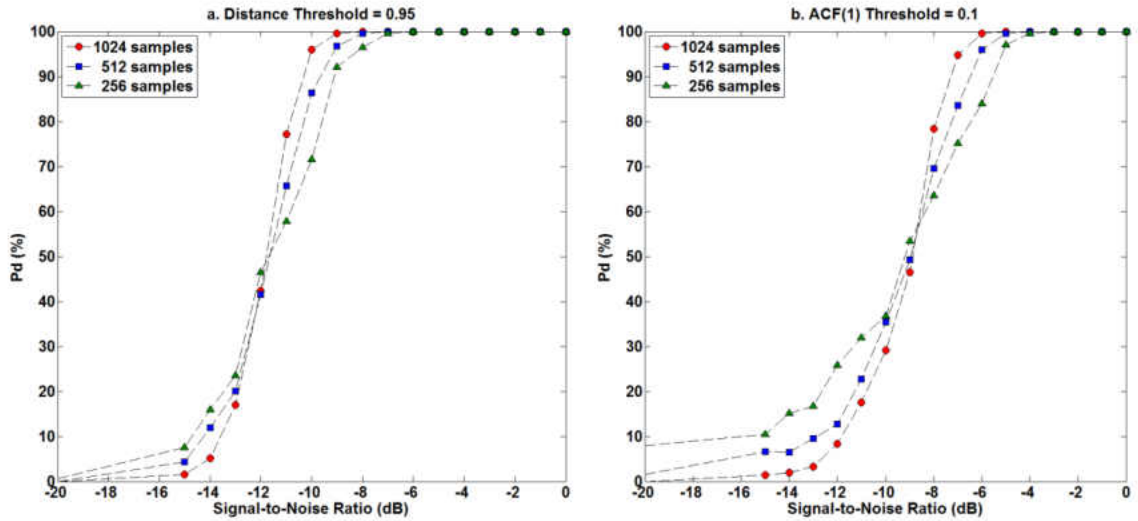 a. Distance Threshold = 0.95
100
90
80
70
60
50
40
30
20
10
0
Pd (%)
1024 samples
512 samples
256 samples
-20 -16 -14 -12 -10 -8 -6 -4 -2 0
Signal-to-Noise Ratio (dB)
b. ACF(1) Threshold = 0.1
100
90
80
70
60
50
40
30
20
10
0
Pd (%)
1024 samples
512 samples
256 samples
-20 -16 -14 -12 -10 -8 -6 -4 -2 0
Signal-to-Noise Ratio (dB)